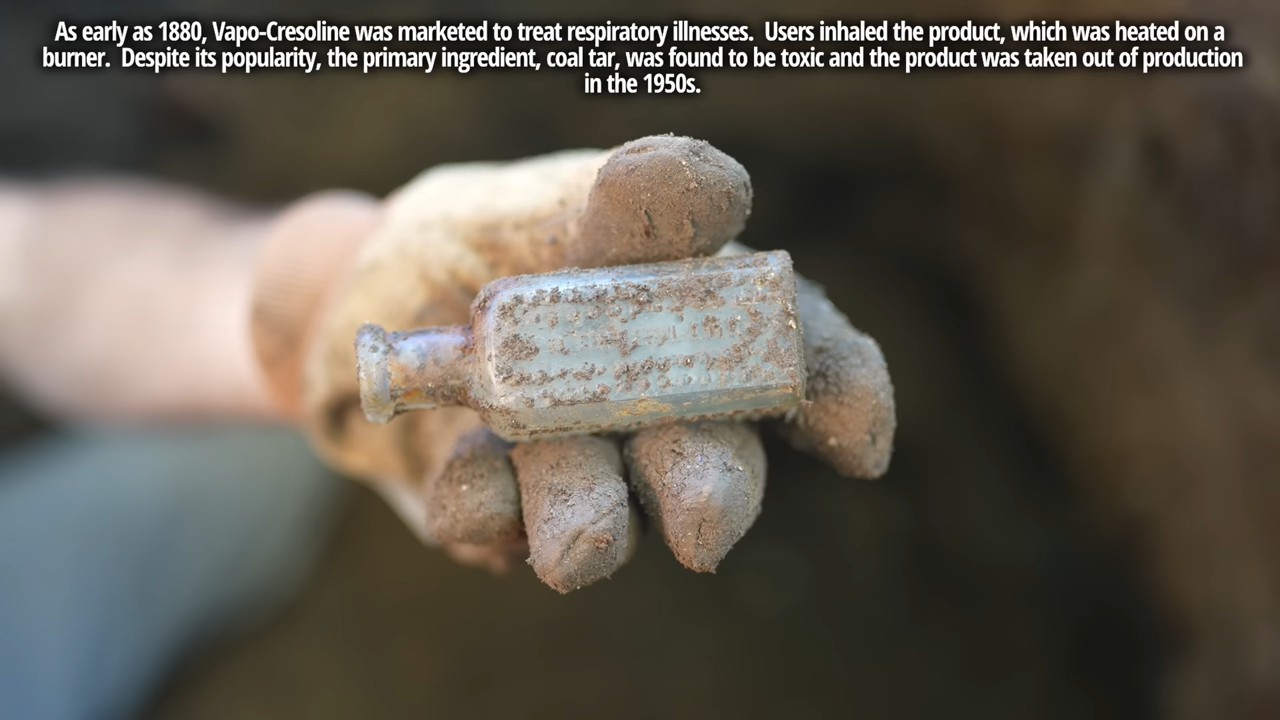 As early as 1880, Vapo-Cresoline was marketed to treat respiratory illnesses.  Users inhaled the product, which was heated on a
burner.  Despite its popularity, the primary ingredient, coal tar, was found to be toxic and the product was taken out of production
in the 1950s.